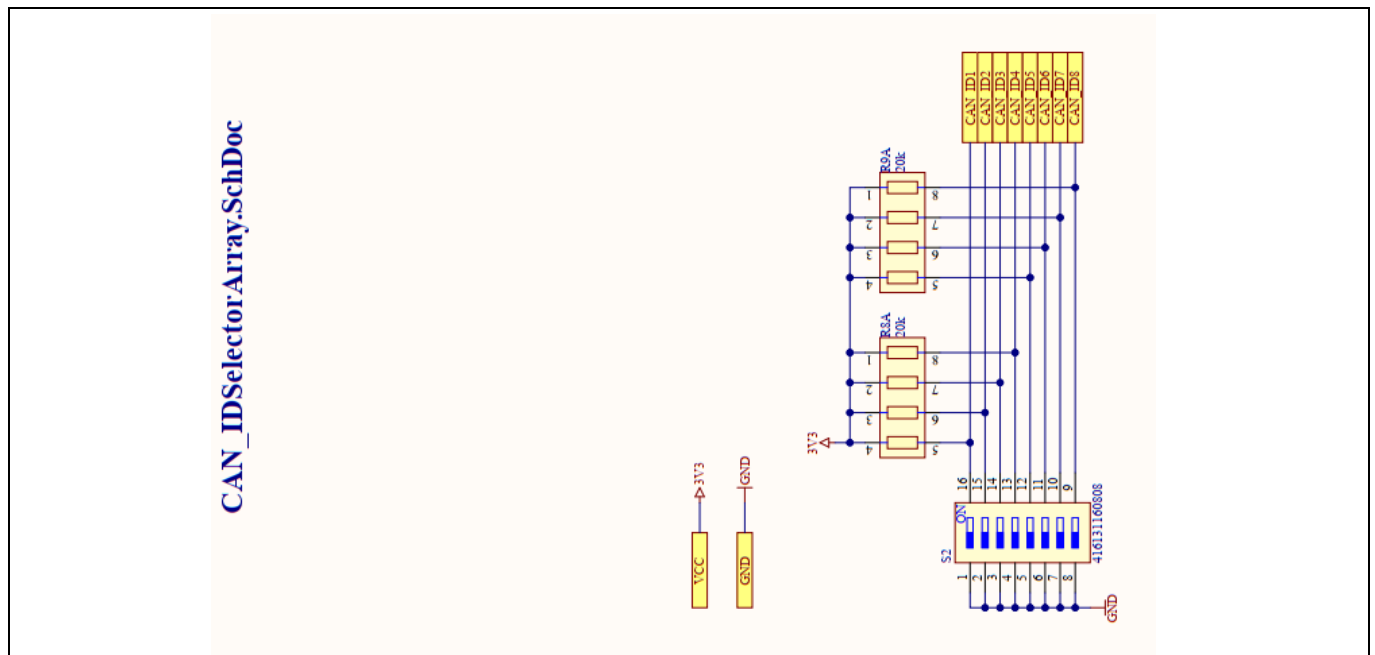 CAN_IDSelectorArray.SchDoc
CAN_ID1
CAN_ID2
CAN_ID3
CAN_ID4
CAN_ID5
CAN_ID6
CAN_ID7
CAN_ID8
R9A
20k
1
2
3
4
8
7
6
5
R8A
20k
1
2
3
4
8
7
6
5
3V3
VCC
3V3
GND
GND
S2
ON
416131160808
16
15
14
13
12
11
10
9
1
2
3
4
5
6
7
8
GND